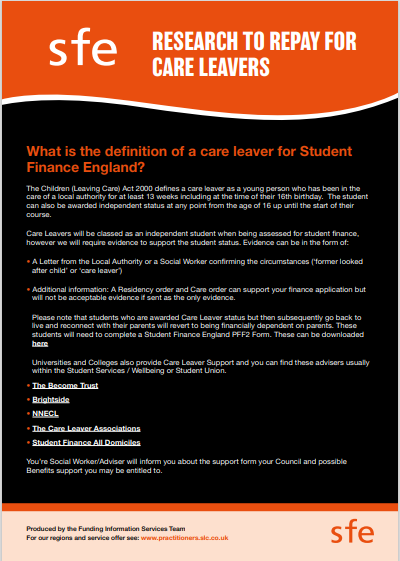 sfe
RESEARCH TO REPAY FOR
CARE LEAVERS
What is the definition of a care leaver for Student
Finance England?
The Children (Leaving Care) Act 2000 defines a care leaver as a young person who has been in the
care of a local authority for at least 13 weeks including at the time of their 16th birthday. The student
can also be awarded independent status at any point from the age of 16 up until the start of their
course.
Care Leavers will be classed as an independent student when being assessed for student finance,
however we will require evidence to support the student status. Evidence can be in the form of:
• A Letter from the Local Authority or a Social Worker confirming the circumstances ('former looked
after child' or 'care leaver')
• Additional information: A Residency order and Care order can support your finance application but
will not be acceptable evidence if sent as the only evidence.
Please note that students who are awarded Care Leaver status but then subsequently go back to
live and reconnect with their parents will revert to being financially dependent on parents. These
students will need to complete a Student Finance England PFF2 Form. These can be downloaded
here
Universities and Colleges also provide Care Leaver Support and you can find these advisers usually
within the Student Services / Wellbeing or Student Union.
• The Become Trust
• Brightside
• NNECL
• The Care Leaver Associations
• Student Finance All Domiciles
You're Social Worker/Adviser will inform you about the support form your Council and possible
Benefits support you may be entitled to.
Produced by the Funding Information Services Team
For our regions and service offer see: www.practitioners.slc.co.uk
sfe